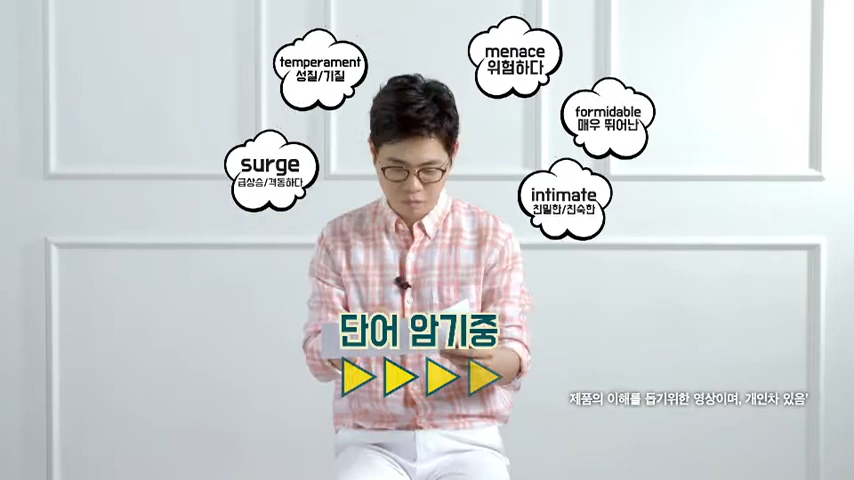 temperament
성질/기질
menace
위험하다
formidable
매우 뛰어난
surge
급상승/격동하다
intimate
친밀한/친숙한
단어 암기중
제품의 이해를 돕기위한 영상이며, 개인차 있음'